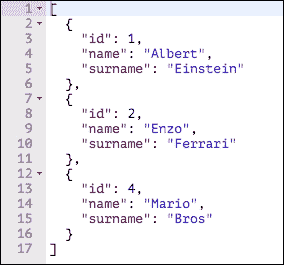 1 [
2   {
3     "id": 1,
4     "name": "Albert",
5     "surname": "Einstein"
6   },
7   {
8     "id": 2,
9     "name": "Enzo",
10     "surname": "Ferrari"
11   },
12   {
13     "id": 4,
14     "name": "Mario",
15     "surname": "Bros"
16   }
17 ]